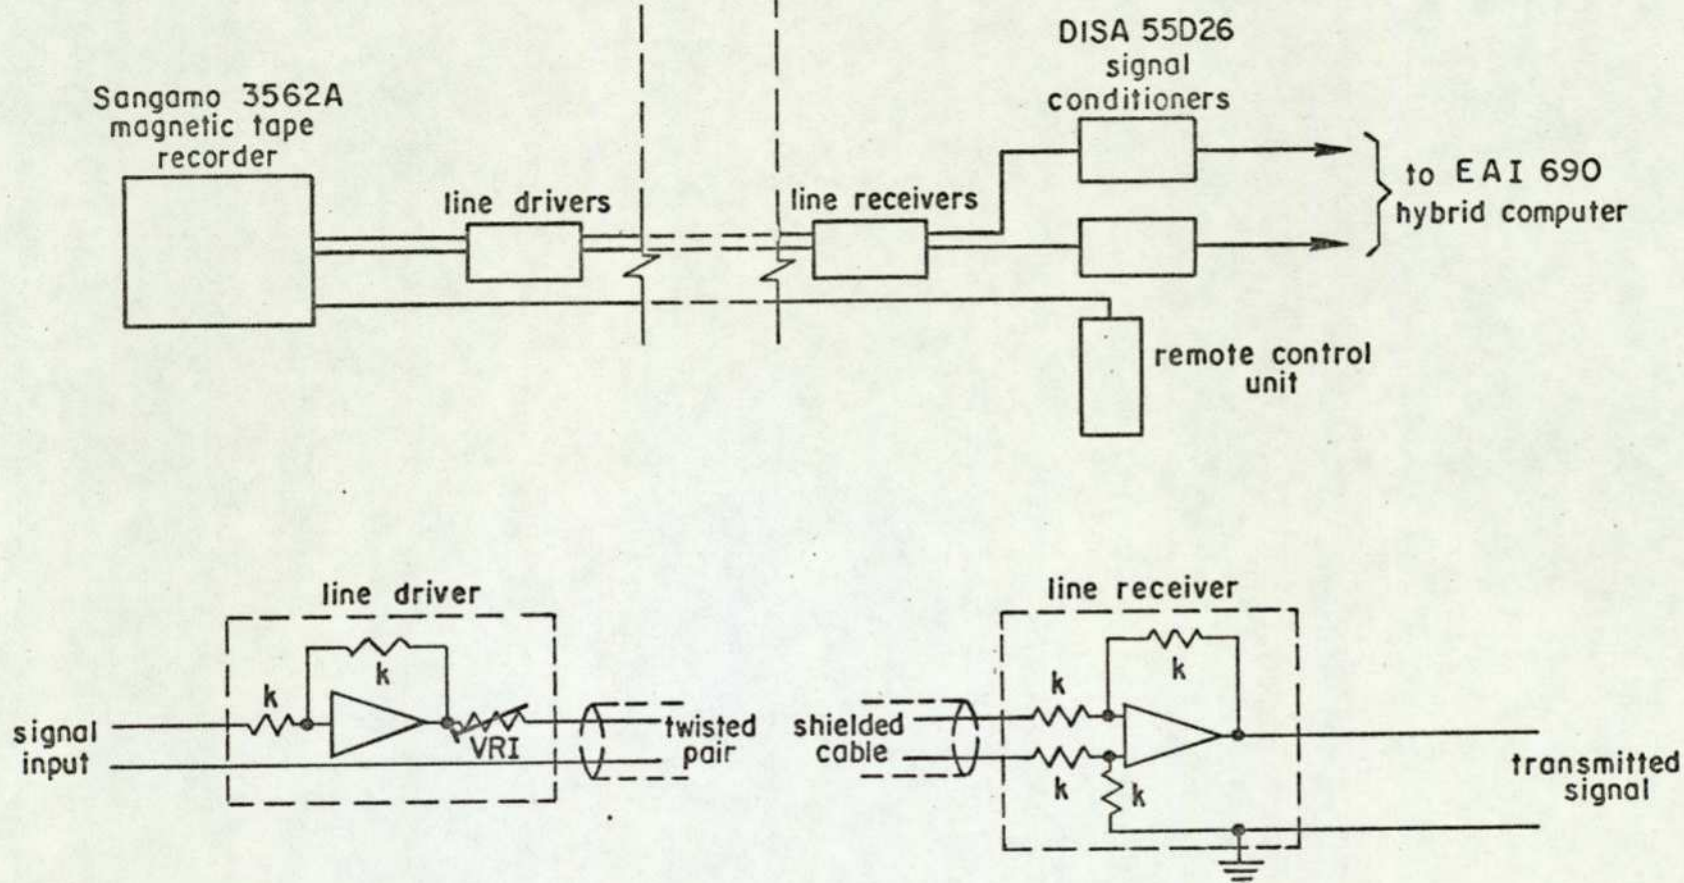 Sangamo 3562A
magnetic tape
recorder
line drivers
line receivers
DISA 55D26
signal
conditioners
to EAI 690
hybrid computer
remote control
unit
line driver
k
k
VRI
signal
input
twisted
pair
line receiver
shielded
cable
k
k
k
k
transmitted
signal